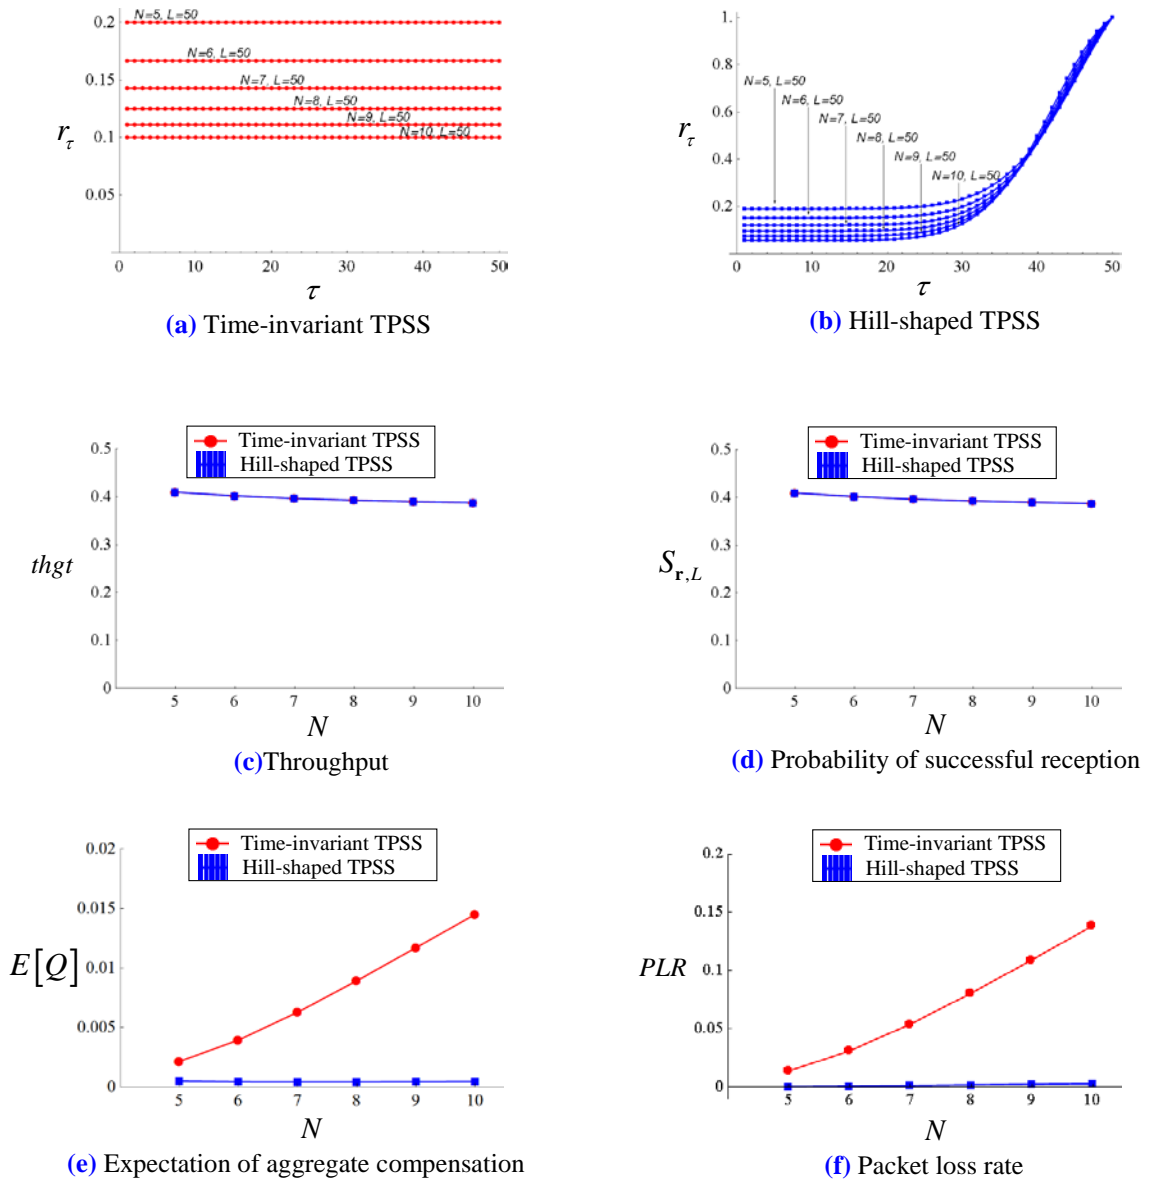 0.2
0.15
0.1
0.05
r_τ
N=5, L=50
N=6, L=50
N=7, L=50
N=8, L=50
N=9, L=50
N=10, L=50
0 10 20 30 40 50
τ
(a) Time-invariant TPSS
1.
0.8
0.6
0.4
0.2
r_τ
N=5, L=50
N=6, L=50
N=7, L=50
N=8, L=50
N=9, L=50
N=10, L=50
0 10 20 30 40 50
τ
(b) Hill-shaped TPSS
Time-invariant TPSS
Hill-shaped TPSS
0.5
0.4
0.3
0.2
0.1
0
thgt
5 6 7 8 9 10
N
(c)Throughput
Time-invariant TPSS
Hill-shaped TPSS
0.5
0.4
0.3
0.2
0.1
0
S_r,L
5 6 7 8 9 10
N
(d) Probability of successful reception
Time-invariant TPSS
Hill-shaped TPSS
0.02
0.015
0.01
0.005
0
E[Q]
5 6 7 8 9 10
N
(e) Expectation of aggregate compensation
Time-invariant TPSS
Hill-shaped TPSS
0.2
0.15
0.1
0.05
0
PLR
5 6 7 8 9 10
N
(f) Packet loss rate